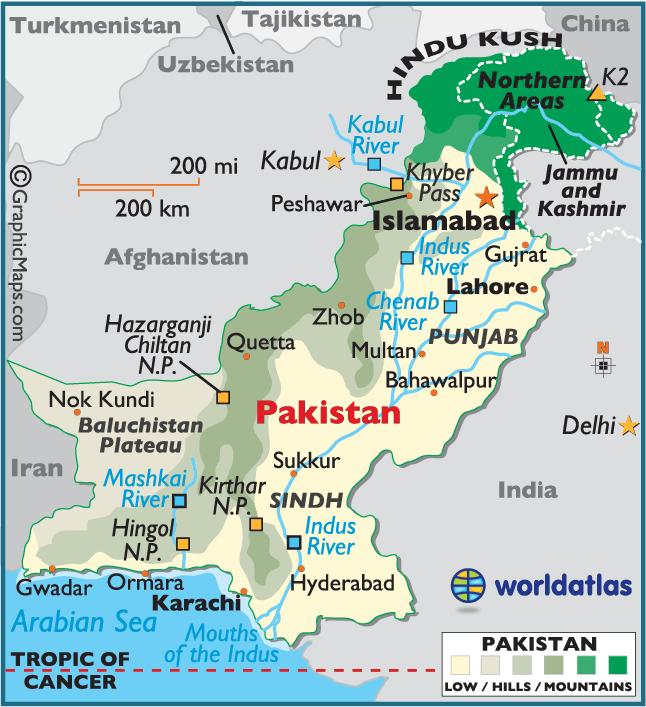 Turkmenistan
Tajikistan
China
Uzbekistan
HINDU KUSH
Northern
Areas
K2
Kabul
River
Kabul
Khyber
Pass
200 mi
200 km
Peshawar
Jammu
and
Kashmir
© GraphicMaps.com
Islamabad
Afghanistan
Indus
River
Gujrat
Lahore
Chenab
River
Zhob
Hazarganji
Chiltan
N.P.
Quetta
PUNJAB
Multan
N
Bahawalpur
Nok Kundi
Pakistan
Baluchistan
Plateau
Delhi
Iran
Sukkur
Mashkai
River
Kirthar
N.P.
SINDH
India
Hingol
N.P.
Indus
River
Gwadar
Ormara
Karachi
Hyderabad
worldatlas
Arabian Sea
Mouths
of the Indus
TROPIC OF
CANCER
PAKISTAN
LOW / HILLS / MOUNTAINS